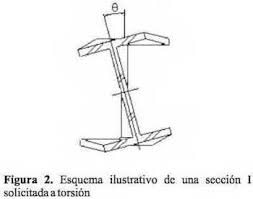 θ
Figura 2. Esquema ilustrativo de una sección I
solicitada a torsión